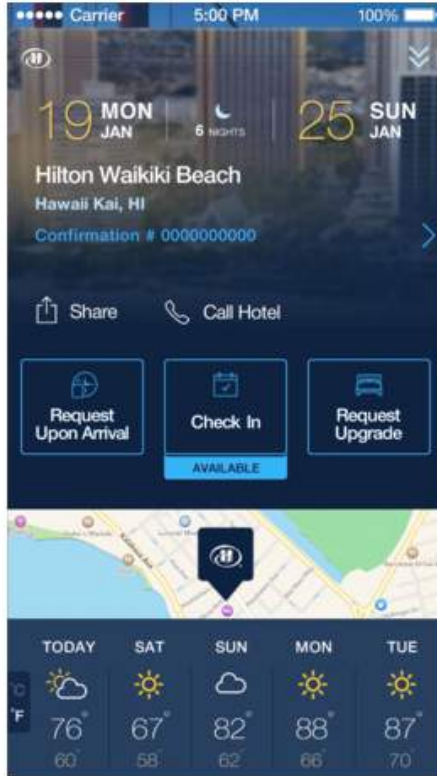 Carrier 5:00 PM 100%
19 MON JAN 6 NIGHTS 25 SUN JAN
Hilton Waikiki Beach
Hawaii Kai, HI
Confirmation # 0000000000
Share Call Hotel
Request Upon Arrival Check In Request Upgrade
AVAILABLE
Kalakaua Ave
TODAY SAT SUN MON TUE
°C
°F
76° 67° 82° 88° 87°
60° 58° 62° 66° 70°